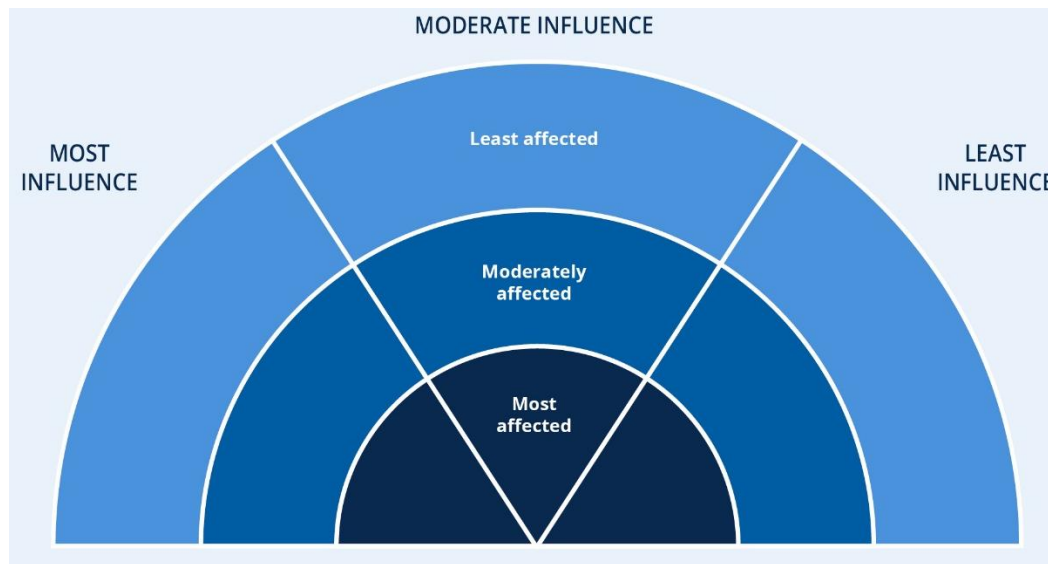 MODERATE INFLUENCE
MOST
INFLUENCE
LEAST
INFLUENCE
Least affected
Moderately
affected
Most
affected